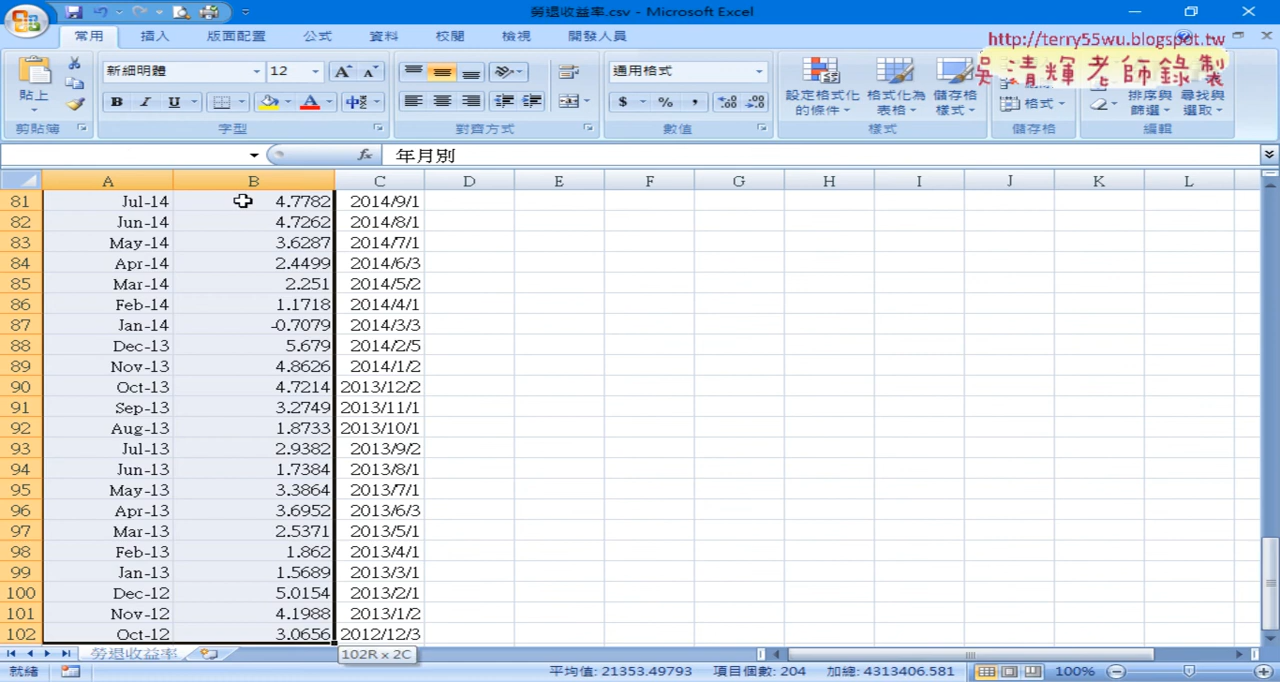 勞退收益率.csv - Microsoft Excel
http://terry55wu.blogspot.tw
吳清輝老師錄製
常用 插入 版面配置 公式 資料 校閱 檢視 開發人員
貼上 新細明體 12 通用格式 設定格式化的條件 格式化為表格 儲存格樣式 格式 排序與篩選 尋找與選取
B I U 中 $ % ,
剪貼簿 字型 對齊方式 數值 樣式 儲存格 編輯
fx 年月別
A B C D E F G H I J K L
81 Jul-14 4.7782 2014/9/1
82 Jun-14 4.7262 2014/8/1
83 May-14 3.6287 2014/7/1
84 Apr-14 2.4499 2014/6/3
85 Mar-14 2.251 2014/5/2
86 Feb-14 1.1718 2014/4/1
87 Jan-14 -0.7079 2014/3/3
88 Dec-13 5.679 2014/2/5
89 Nov-13 4.8626 2014/1/2
90 Oct-13 4.7214 2013/12/2
91 Sep-13 3.2749 2013/11/1
92 Aug-13 1.8733 2013/10/1
93 Jul-13 2.9382 2013/9/2
94 Jun-13 1.7384 2013/8/1
95 May-13 3.3864 2013/7/1
96 Apr-13 3.6952 2013/6/3
97 Mar-13 2.5371 2013/5/1
98 Feb-13 1.862 2013/4/1
99 Jan-13 1.5689 2013/3/1
100 Dec-12 5.0154 2013/2/1
101 Nov-12 4.1988 2013/1/2
102 Oct-12 3.0656 2012/12/3
勞退收益率 102R x 2C
就緒 平均值: 21353.49793 項目個數: 204 加總: 4313406.581 100%